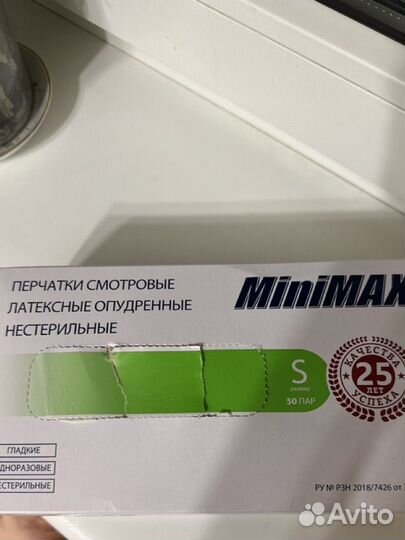 ПЕРЧАТКИ СМОТРОВЫЕ
ЛАТЕКСНЫЕ ОПУДРЕННЫЕ
НЕСТЕРИЛЬНЫЕ
MiniMAX
S
размер
50 ПАР
КАЧЕСТВА
25
ЛЕТ
УСПЕХА
ГЛАДКИЕ
ДНОРАЗОВЫЕ
ЕСТЕРИЛЬНЫЕ
РУ № РЗН 2018/7426 от
Avito